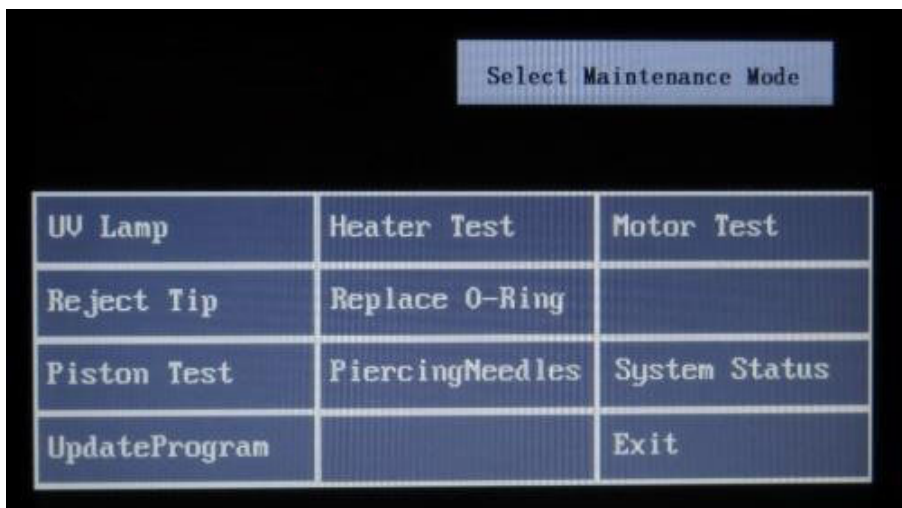 Select Maintenance Mode
UV Lamp
Heater Test
Motor Test
Reject Tip
Replace O-Ring
Piston Test
PiercingNeedles
System Status
UpdateProgram
Exit